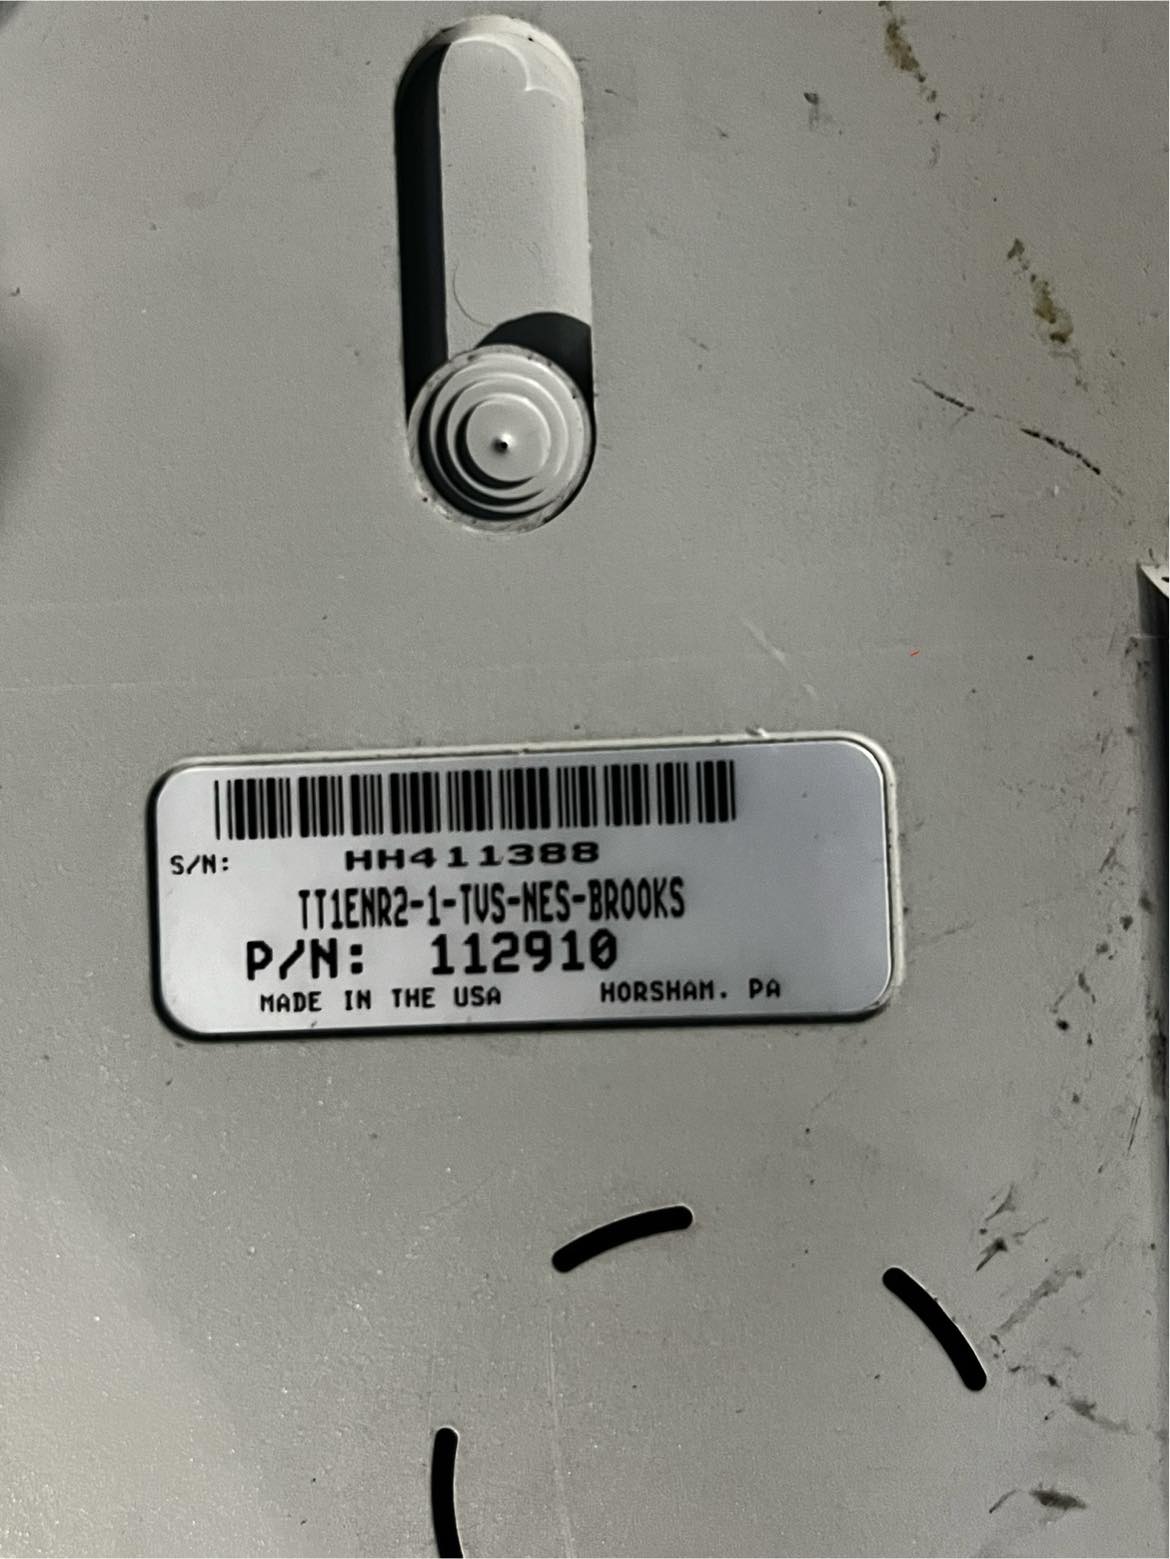 S/N: HH411388
TT1ENR2-1-TVS-NES-BROOKS
P/N: 112910
MADE IN THE USA HORSHAM. PA